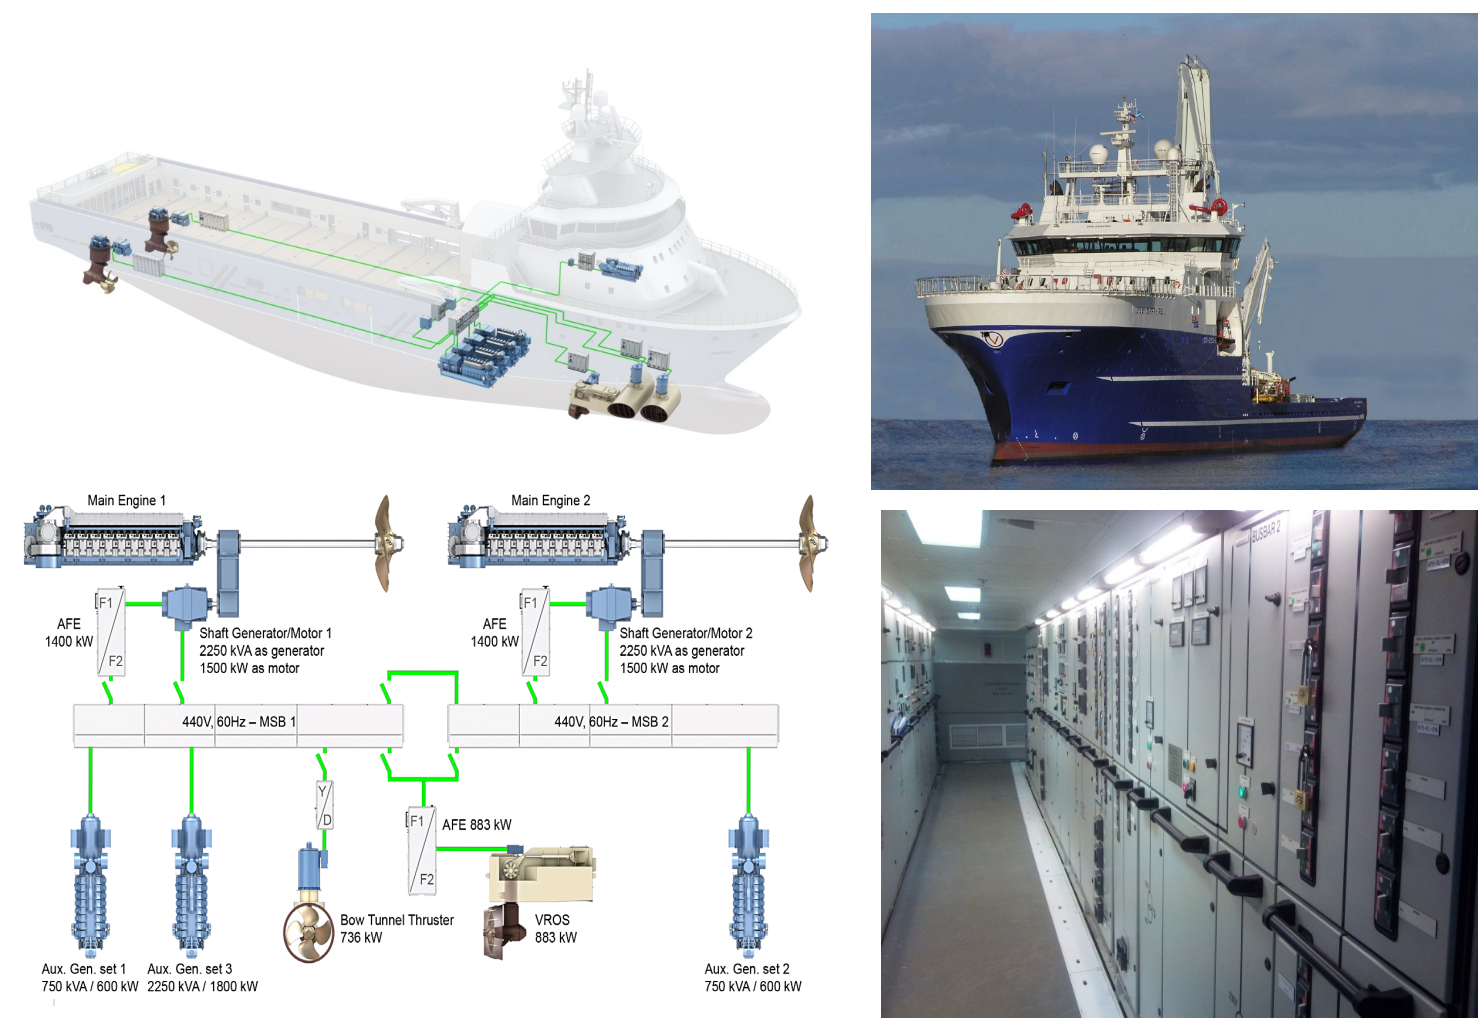 Main Engine 1
Main Engine 2
F1
F2
AFE
1400 kW
Shaft Generator/Motor 1
2250 kVA as generator
1500 kW as motor
F1
F2
AFE
1400 kW
Shaft Generator/Motor 2
2250 kVA as generator
1500 kW as motor
440V, 60Hz – MSB 1
440V, 60Hz – MSB 2
Y
D
F1
F2
AFE 883 kW
Bow Tunnel Thruster
736 kW
VROS
883 kW
Aux. Gen. set 1
750 kVA / 600 kW
Aux. Gen. set 3
2250 kVA / 1800 kW
Aux. Gen. set 2
750 kVA / 600 kW
BUSBAR 2